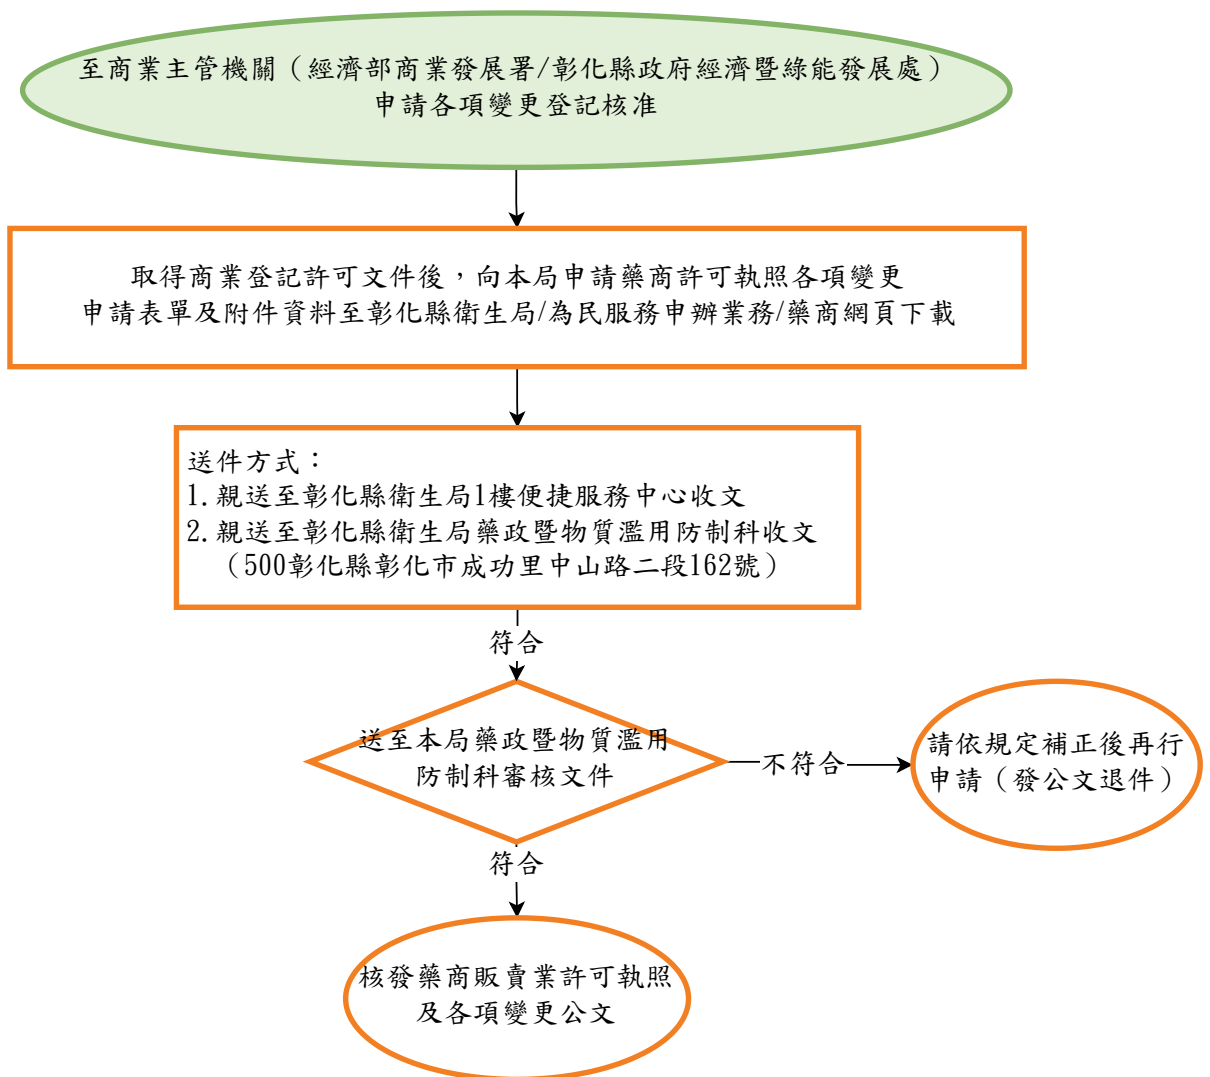 至商業主管機關（經濟部商業發展署/彰化縣政府經濟暨綠能發展處）
申請各項變更登記核准
取得商業登記許可文件後，向本局申請藥商許可執照各項變更
申請表單及附件資料至彰化縣衛生局/為民服務申辦業務/藥商網頁下載
送件方式：
1.親送至彰化縣衛生局1樓便捷服務中心收文
2.親送至彰化縣衛生局藥政暨物質濫用防制科收文
（500彰化縣彰化市成功里中山路二段162號）
符合
送至本局藥政暨物質濫用
防制科審核文件
不符合
請依規定補正後再行
申請（發公文退件）
符合
核發藥商販賣業許可執照
及各項變更公文